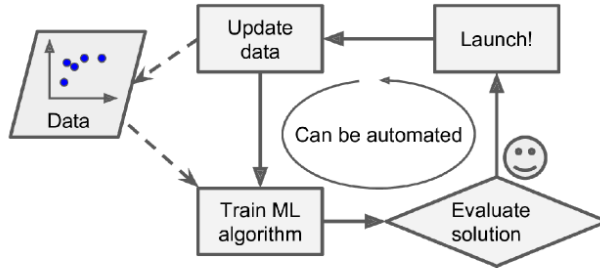 Update
data
Launch!
Data
Can be automated
Train ML
algorithm
Evaluate
solution